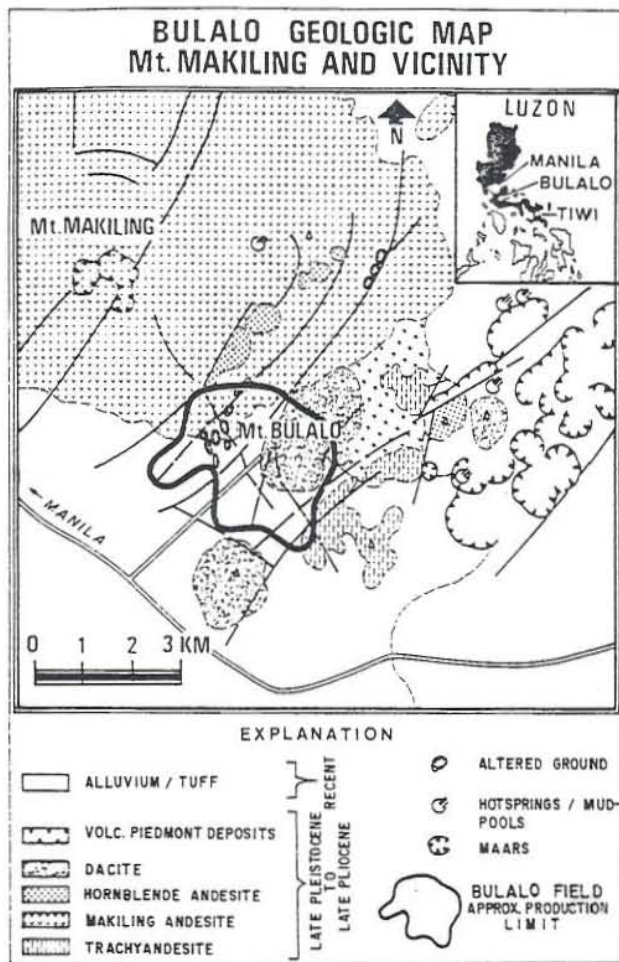 BULALO GEOLOGIC MAP
Mt. MAKILING AND VICINITY
N
LUZON
MANILA
BULALO
TIWI
Mt. MAKILING
Mt. BULALO
MANILA
0 1 2 3 KM
EXPLANATION
ALLUVIUM / TUFF
VOLC. PIEDMONT DEPOSITS
DACITE
HORNBLENDE ANDESITE
MAKILING ANDESITE
TRACHYANDESITE
RECENT
LATE PLEISTOCENE
TO
LATE PLIOCENE
ALTERED GROUND
HOTSPRINGS / MUD-
POOLS
MAARS
BULALO FIELD
APPROX. PRODUCTION
LIMIT